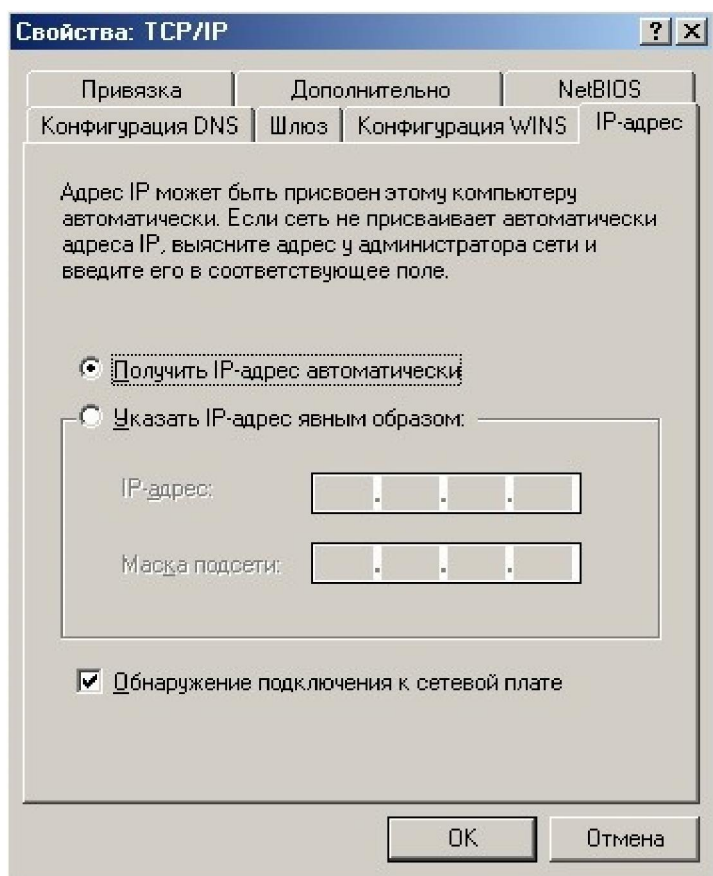 Свойства: TCP/IP
Привязка Дополнительно NetBIOS
Конфигурация DNS Шлюз Конфигурация WINS IP-адрес
Адрес IP может быть присвоен этому компьютеру
автоматически. Если сеть не присваивает автоматически
адреса IP, выясните адрес у администратора сети и
введите его в соответствующее поле.
Получить IP-адрес автоматически
Указать IP-адрес явным образом:
IP-адрес:
Маска подсети:
Обнаружение подключения к сетевой плате
OK Отмена